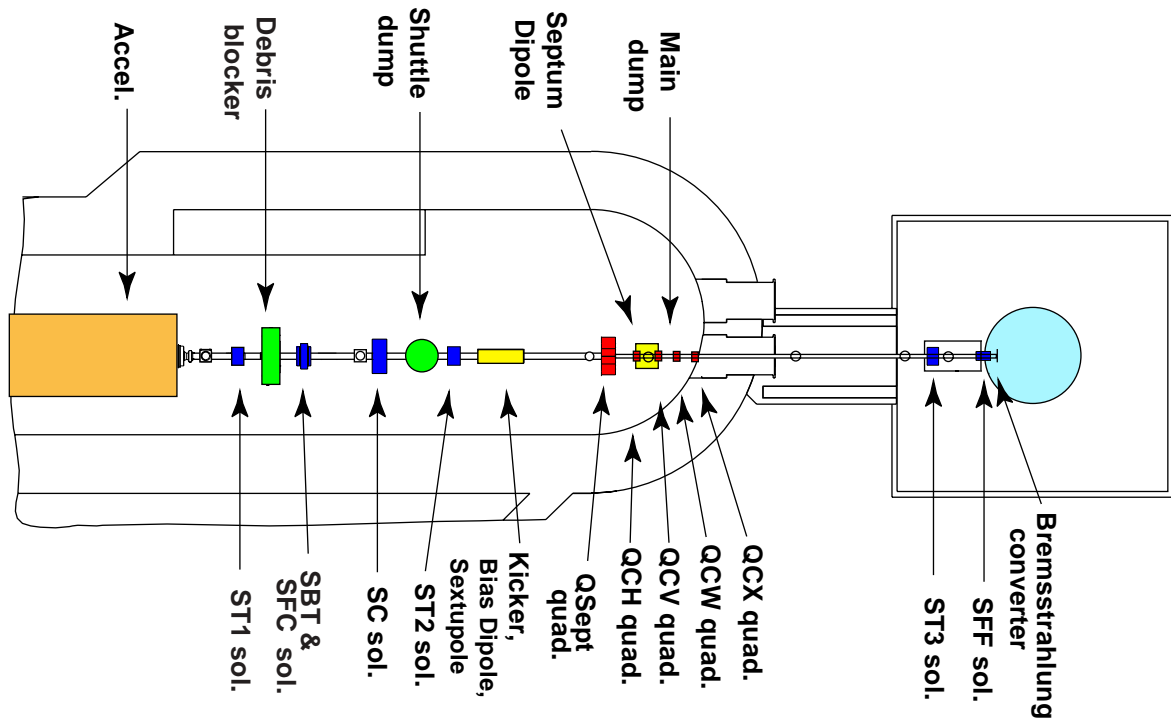 Accel.
Debris
blocker
Shuttle
dump
Septum
Dipole
Main
dump
ST1 sol.
SBT &
SFC sol.
SC sol.
ST2 sol.
Kicker,
Bias Dipole,
Sextupole
QSept
quad.
QCH quad.
QCV quad.
QCW quad.
QCX quad.
ST3 sol.
SFF sol.
Bremsstrahlung
converter